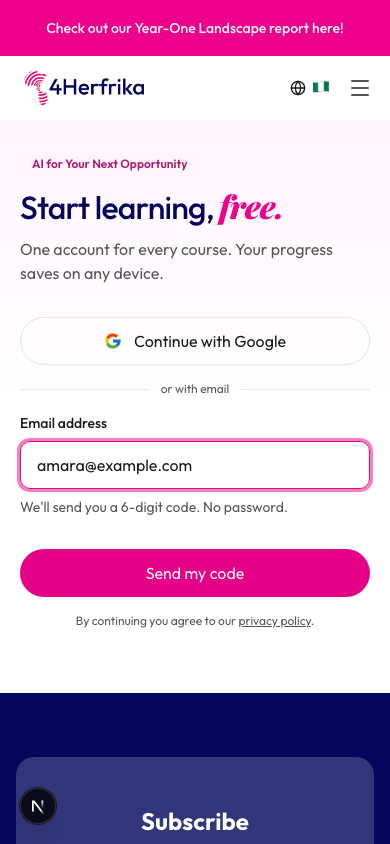 Check out our Year-One Landscape report here!
4Herfrika
AI for Your Next Opportunity
Start learning, free.
One account for every course. Your progress
saves on any device.
Continue with Google
or with email
Email address
amara@example.com
We'll send you a 6-digit code. No password.
Send my code
By continuing you agree to our privacy policy.
N
Subscribe